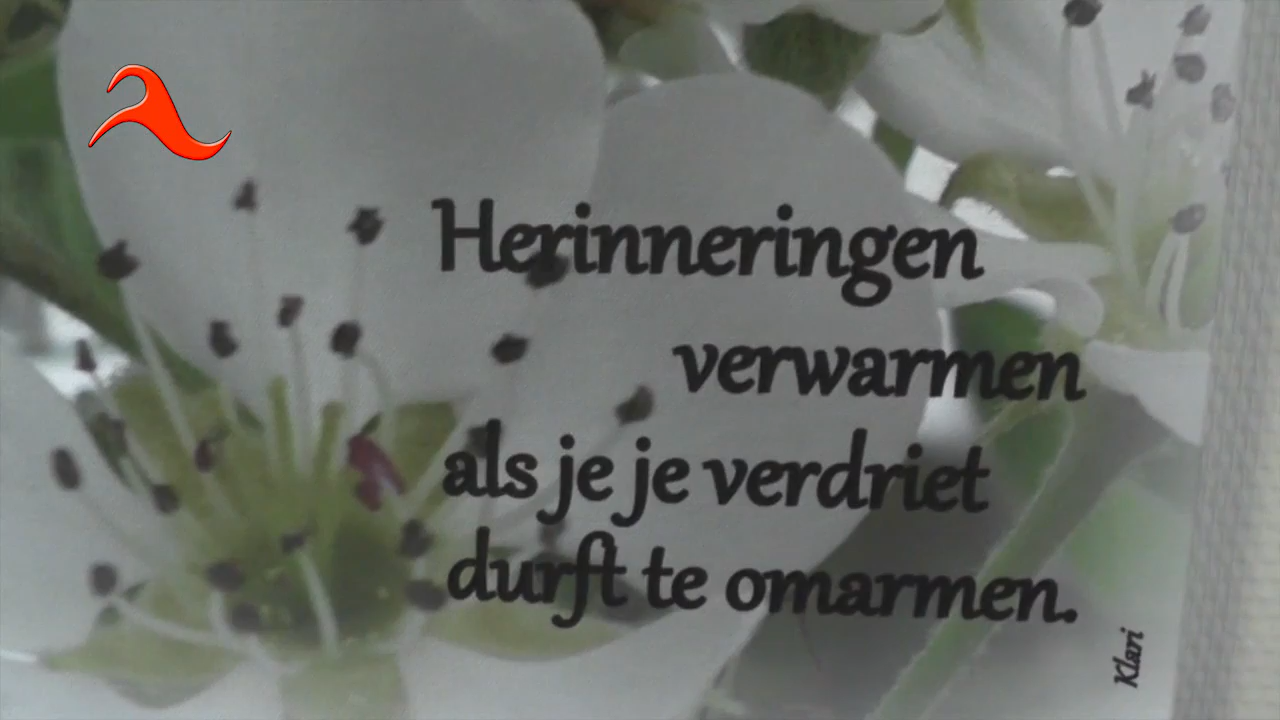 Herinneringen
verwarmen
als je je verdriet
durft te omarmen.
Klari